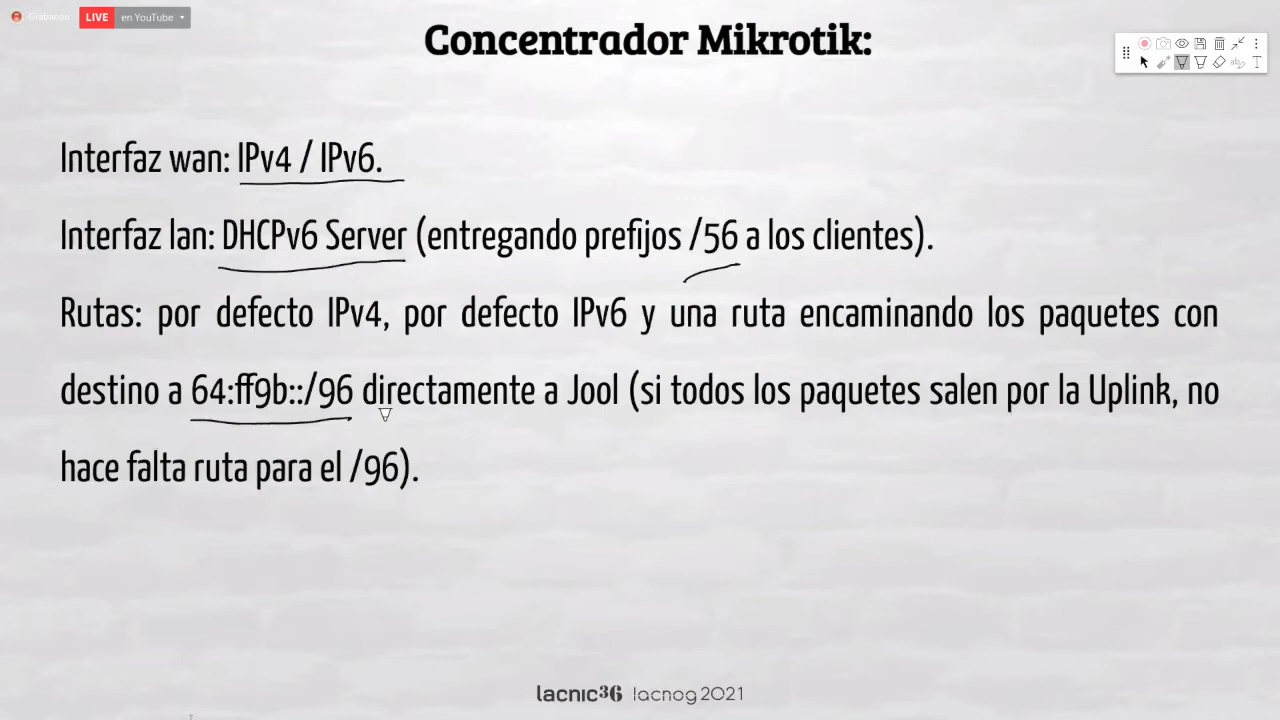 Grabando
LIVE en YouTube
Concentrador Mikrotik:
Interfaz wan: IPv4 / IPv6.
Interfaz lan: DHCPv6 Server (entregando prefijos /56 a los clientes).
Rutas: por defecto IPv4, por defecto IPv6 y una ruta encaminando los paquetes con
destino a 64:ff9b::/96 directamente a Jool (si todos los paquetes salen por la Uplink, no
hace falta ruta para el /96).
lacnic36 lacnog 2021